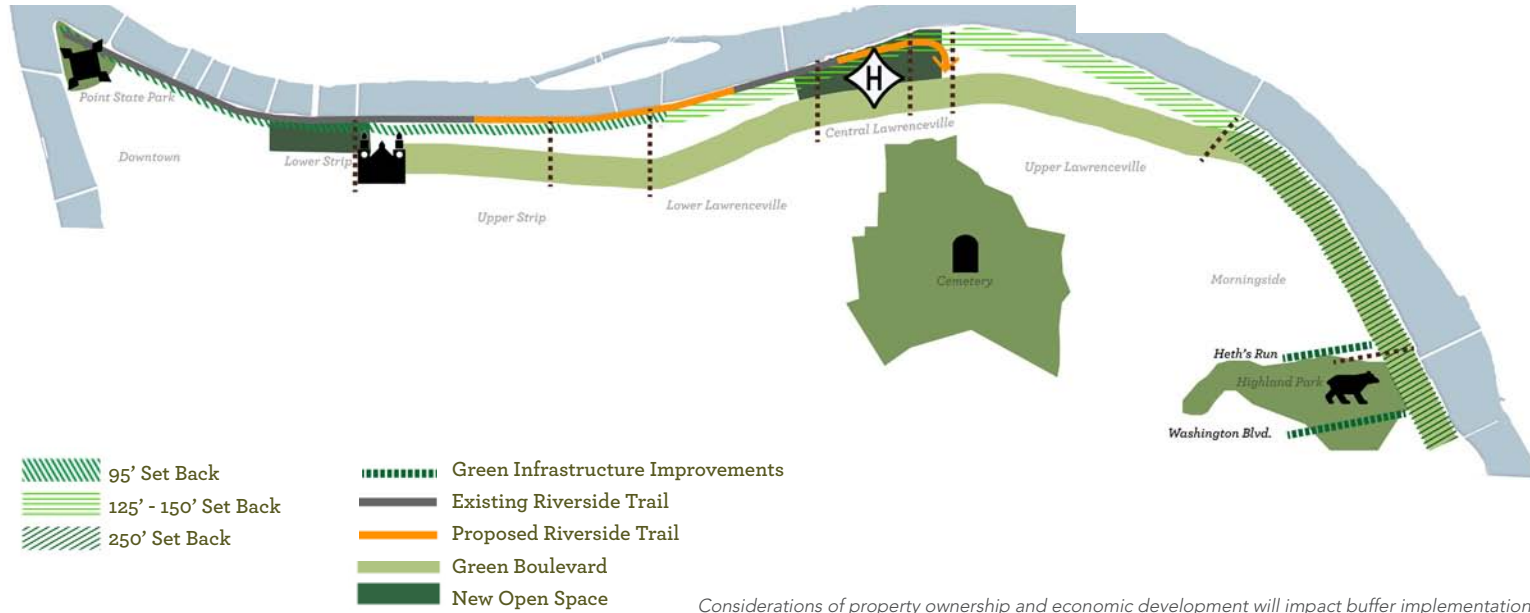 Point State Park
Downtown
Lower Strip
Upper Strip
Lower Lawrenceville
Central Lawrenceville
H
Upper Lawrenceville
Cemetery
Morningside
Heth's Run
Highland Park
Washington Blvd.
95’ Set Back
125’ - 150’ Set Back
250’ Set Back
Green Infrastructure Improvements
Existing Riverside Trail
Proposed Riverside Trail
Green Boulevard
New Open Space
Considerations of property ownership and economic development will impact buffer implementation